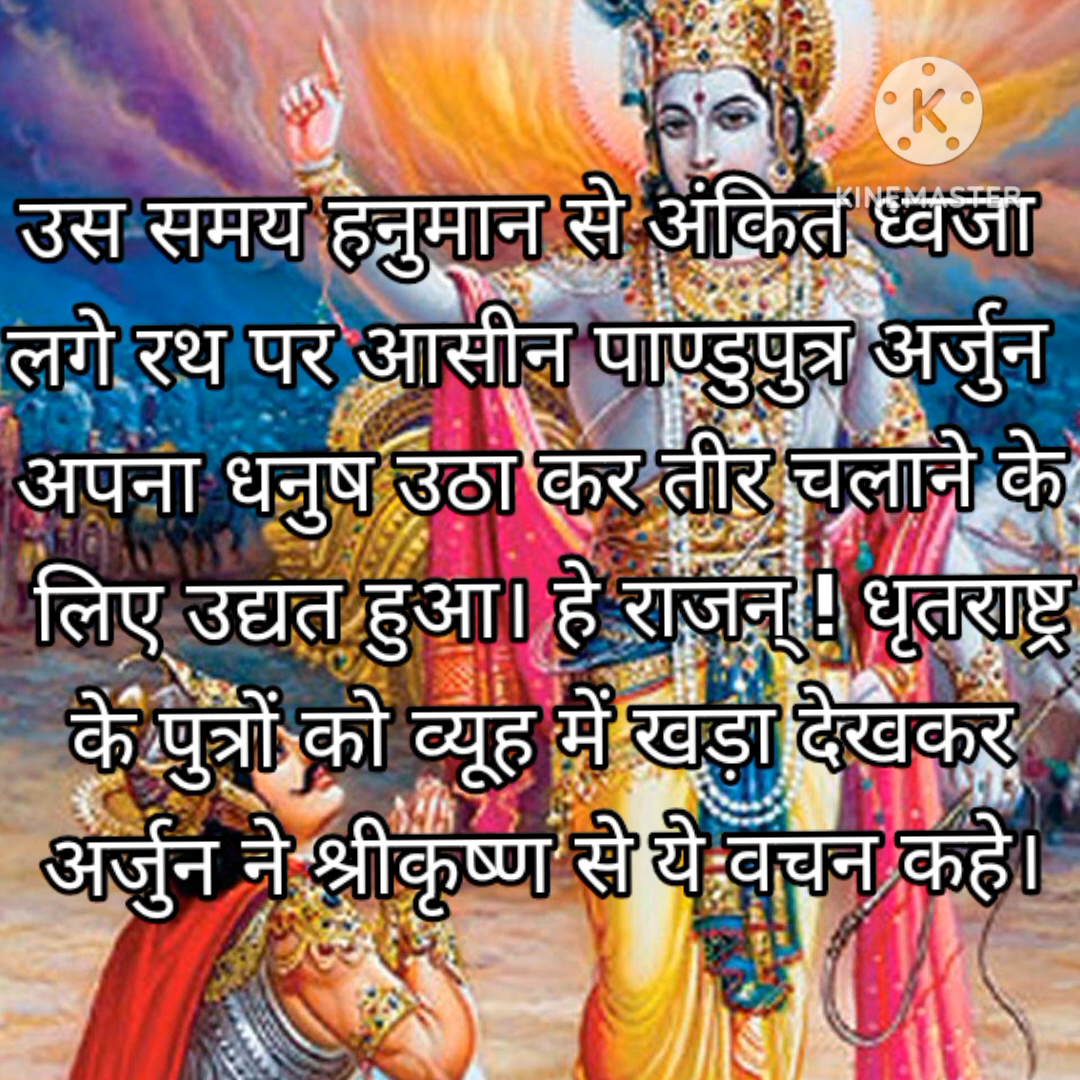 K
KINEMASTER
उस समय हनुमान से अंकित ध्वजा
लगे रथ पर आसीन पाण्डुपुत्र अर्जुन
अपना धनुष उठा कर तीर चलाने के
लिए उद्यत हुआ। हे राजन् ! धृतराष्ट्र
के पुत्रों को व्यूह में खड़ा देखकर
अर्जुन ने श्रीकृष्ण से ये वचन कहे।